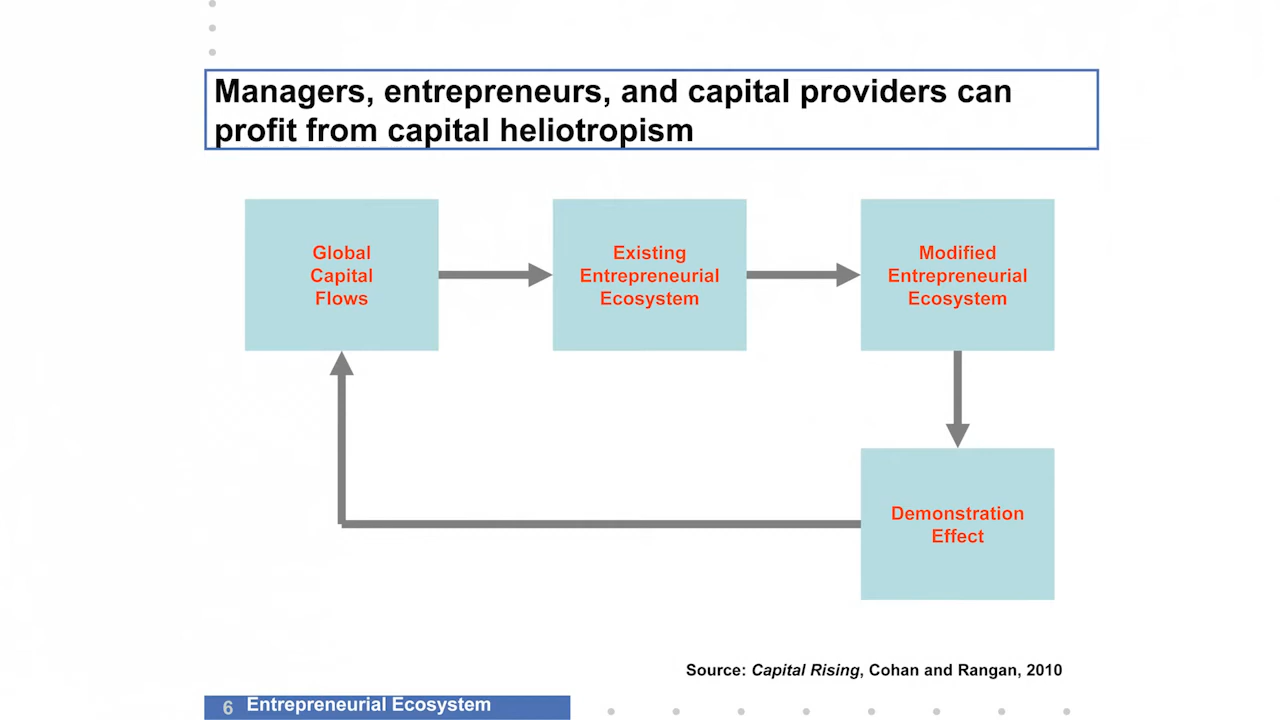 Managers, entrepreneurs, and capital providers can
profit from capital heliotropism
Global
Capital
Flows
Existing
Entrepreneurial
Ecosystem
Modified
Entrepreneurial
Ecosystem
Demonstration
Effect
Source: Capital Rising, Cohan and Rangan, 2010
6 Entrepreneurial Ecosystem